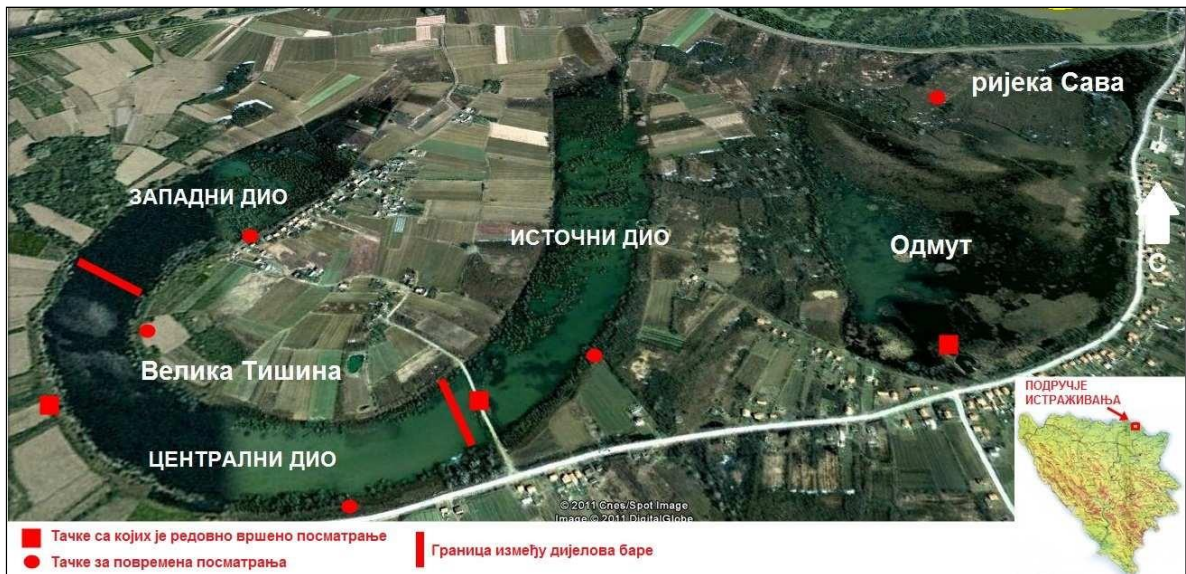 ријека Сава
ЗАПАДНИ ДИО
ИСТОЧНИ ДИО
Одмут
С
Велика Тишина
ЦЕНТРАЛНИ ДИО
ПОДРУЧЈЕ
ИСТРАЖИВАЊА
© 2011 Cnes/Spot Image
Image © 2011 DigitalGlobe
Тачке са којих је редовно вршено посматрање
Тачке за повремена посматрања
Граница између дијелова баре